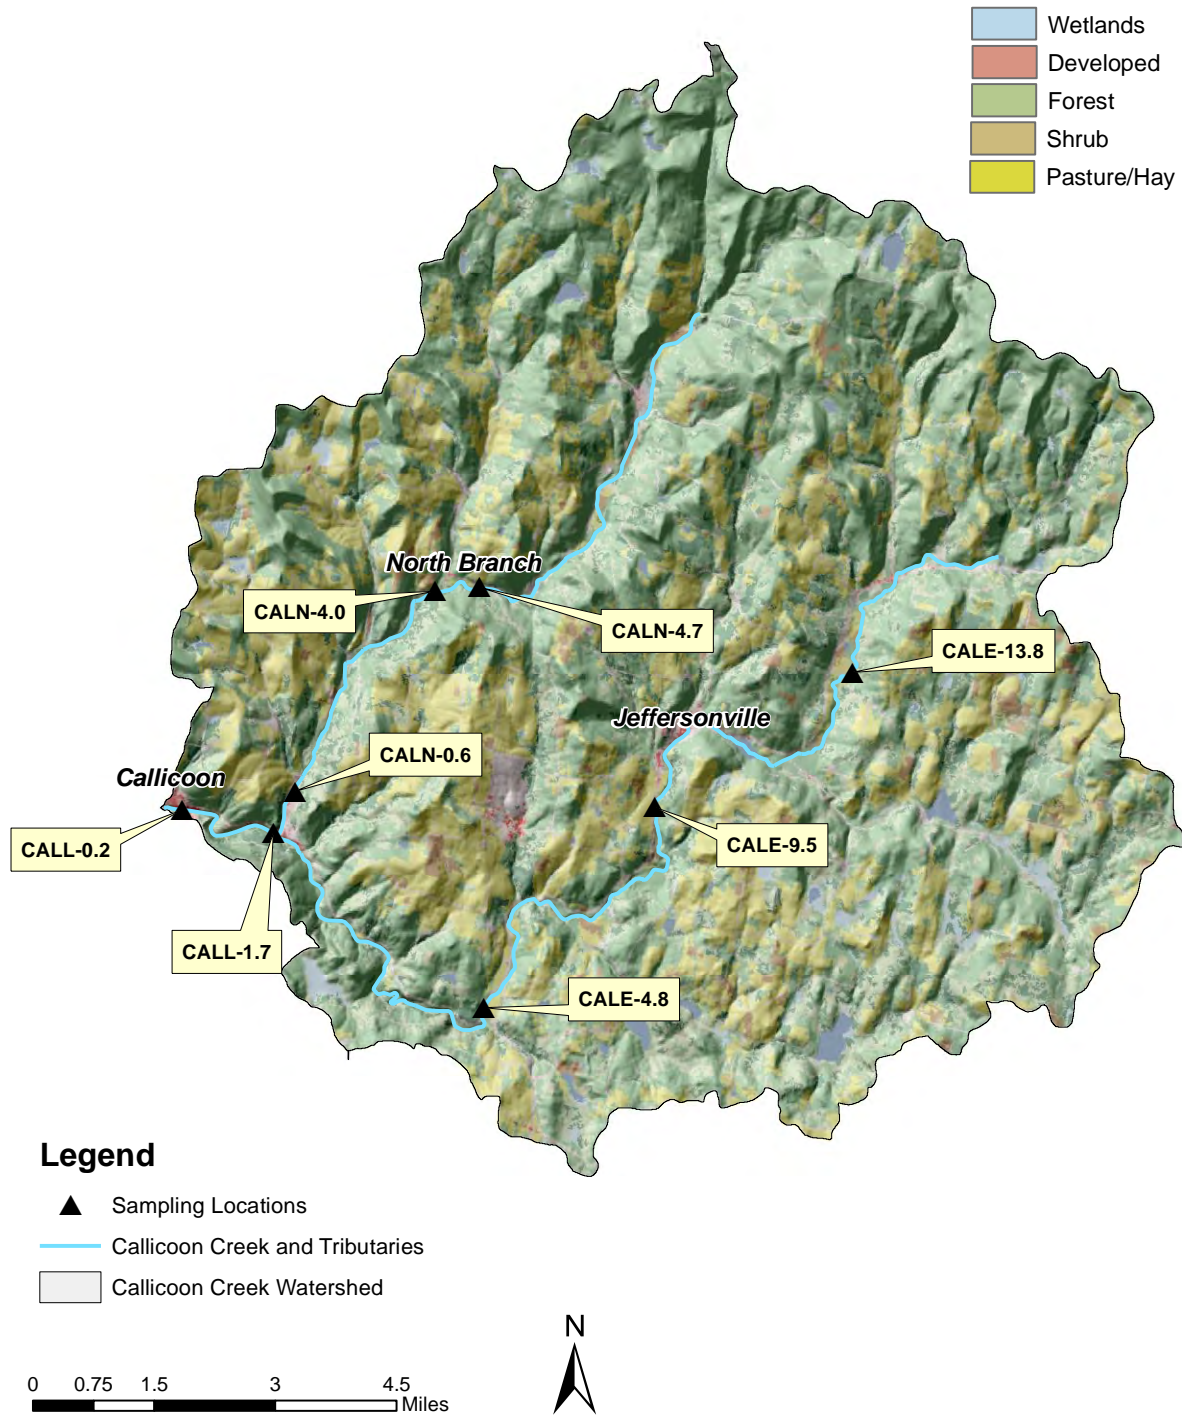 Wetlands
Developed
Forest
Shrub
Pasture/Hay
North Branch
CALN-4.0
CALN-4.7
CALE-13.8
Jeffersonville
CALN-0.6
Callicoon
CALL-0.2
CALE-9.5
CALL-1.7
CALE-4.8
Legend
Sampling Locations
Callicoon Creek and Tributaries
Callicoon Creek Watershed
N
0 0.75 1.5 3 4.5
Miles